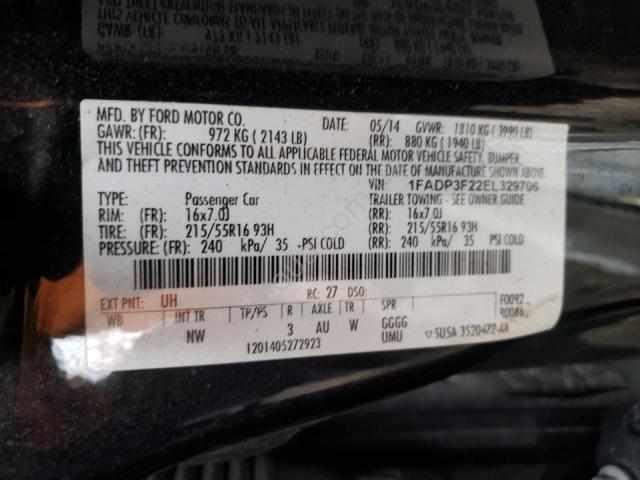 MFD. BY FORD MOTOR CO.
DATE: 05/14 GVWR: 1810 KG ( 3990 LB)
GAWR: (FR): 972 KG ( 2143 LB) (RR): 880 KG ( 1940 LB)
THIS VEHICLE CONFORMS TO ALL APPLICABLE FEDERAL MOTOR VEHICLE SAFETY, BUMPER,
AND THEFT PREVENTION STANDARDS IN EFFECT ON THE DATE OF MANUFACTURE SHOWN ABOVE.
VIN: 1FADP3F22EL329706
TYPE: Passenger Car TRAILER TOWING - SEE OWNER GUIDE
RIM: (FR): 16x7.0J (RR): 16x7.0J
TIRE: (FR): 215/55R16 93H (RR): 215/55R16 93H
PRESSURE: (FR): 240 kPa/ 35 -PSI COLD (RR): 240 kPa/ 35 PSI COLD
EXT PNT: UH RC: 27 DSO: F0092
WB INT TR TP/PS R AXLE TR SPR R0086
NW 3 AU W GGGG
UMU
1201405272923
5U5A 3520472-AA